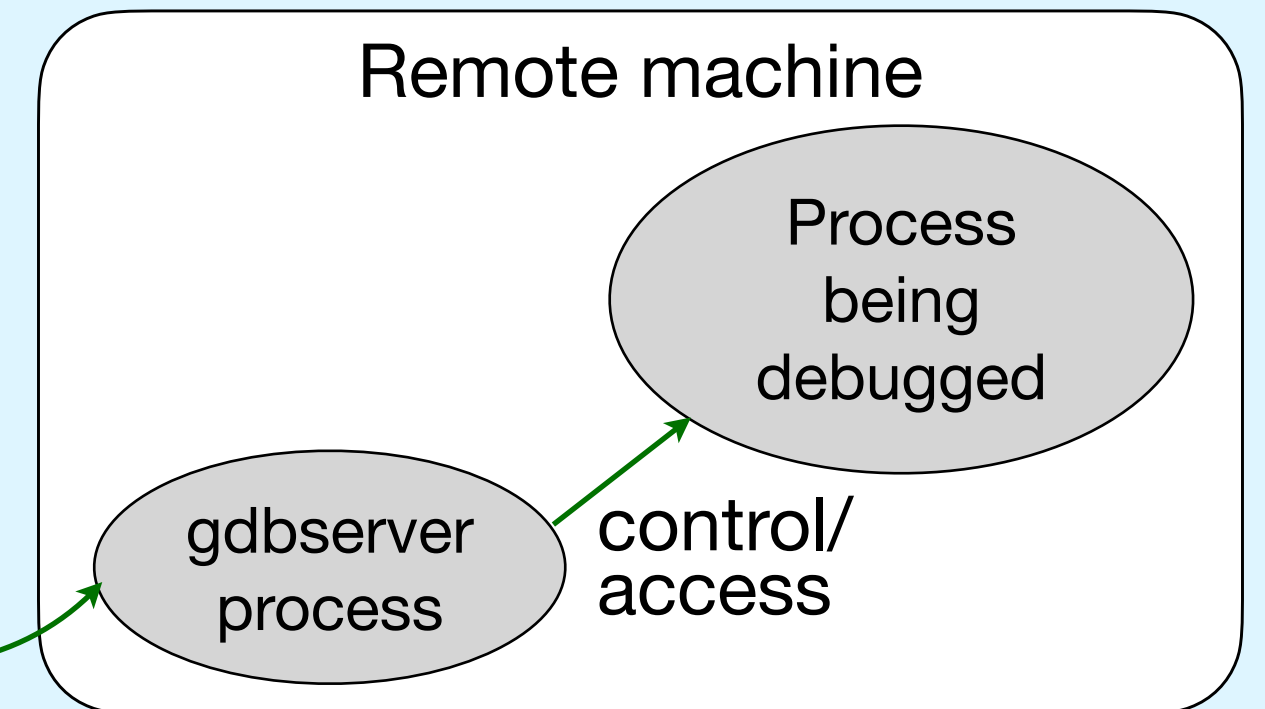 Remote machine
Process
being
debugged
gdbserver
process
control/
access